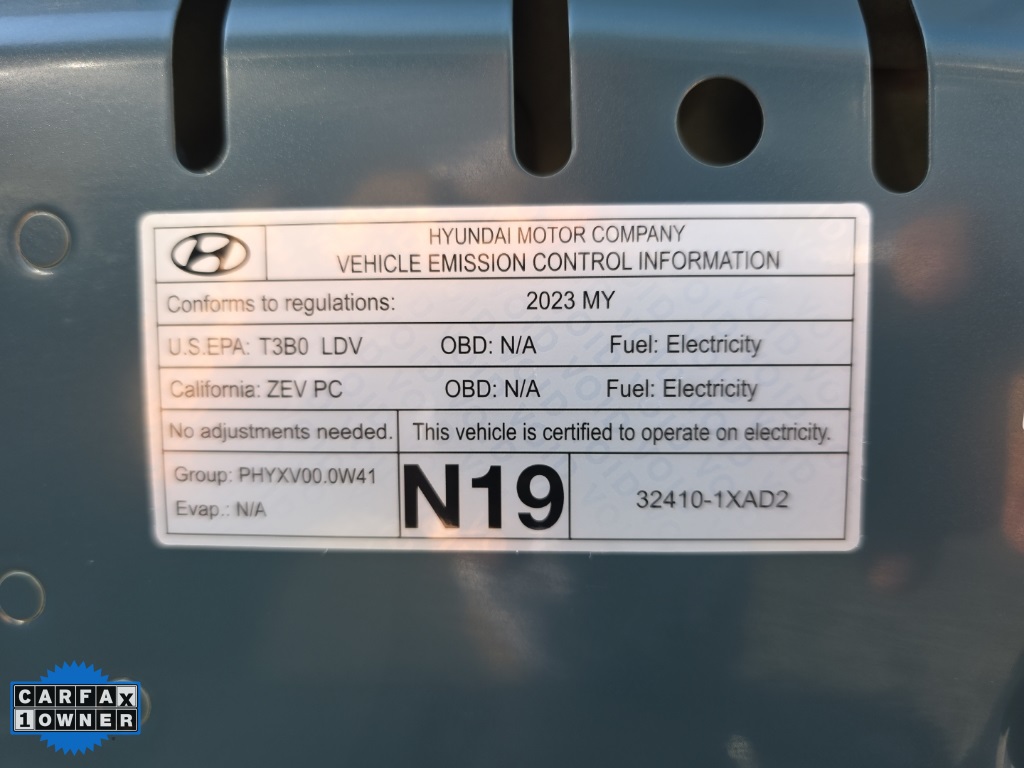 HYUNDAI MOTOR COMPANY
VEHICLE EMISSION CONTROL INFORMATION
Conforms to regulations: 2023 MY
U.S.EPA: T3B0 LDV OBD: N/A Fuel: Electricity
California: ZEV PC OBD: N/A Fuel: Electricity
No adjustments needed. This vehicle is certified to operate on electricity.
Group: PHYXV00.0W41
Evap.: N/A
N19
32410-1XAD2
CARFAX
1 OWNER